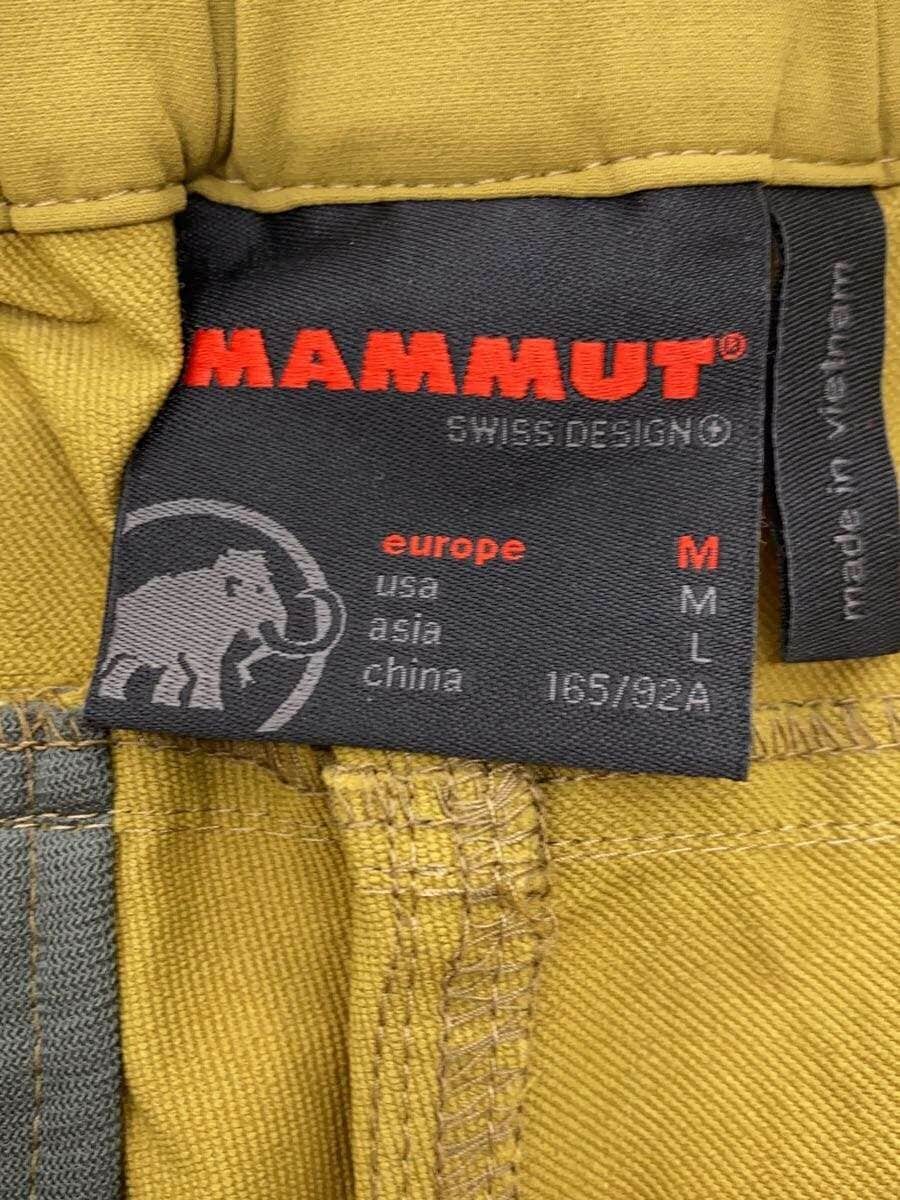 MAMMUT®
SWISS DESIGN
europe M
usa M
asia L
china 165/92A
made in vietnam